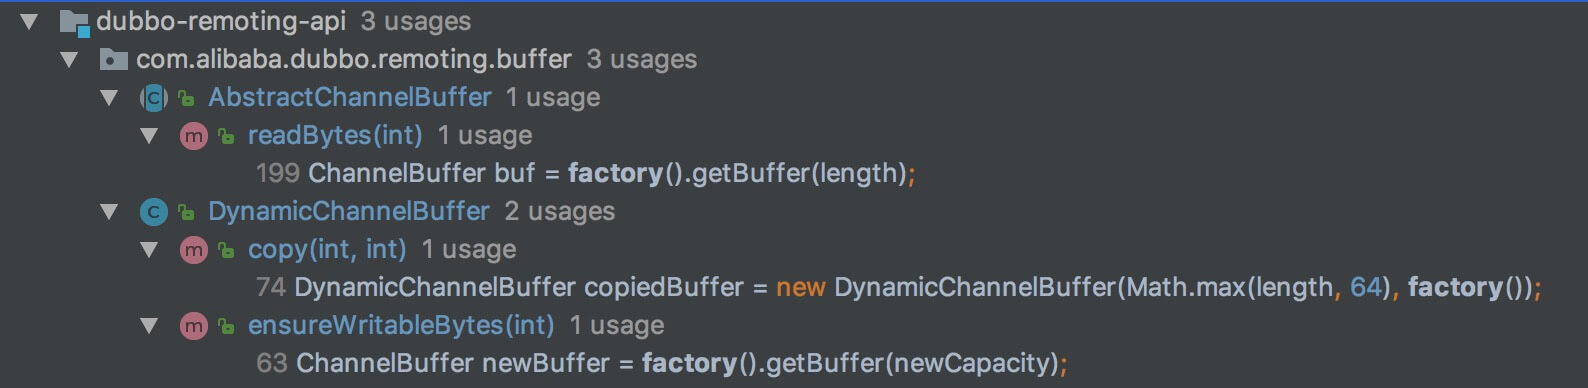 dubbo-remoting-api 3 usages
com.alibaba.dubbo.remoting.buffer 3 usages
C AbstractChannelBuffer 1 usage
m readBytes(int) 1 usage
199 ChannelBuffer buf = factory().getBuffer(length);
C DynamicChannelBuffer 2 usages
m copy(int, int) 1 usage
74 DynamicChannelBuffer copiedBuffer = new DynamicChannelBuffer(Math.max(length, 64), factory());
m ensureWritableBytes(int) 1 usage
63 ChannelBuffer newBuffer = factory().getBuffer(newCapacity);